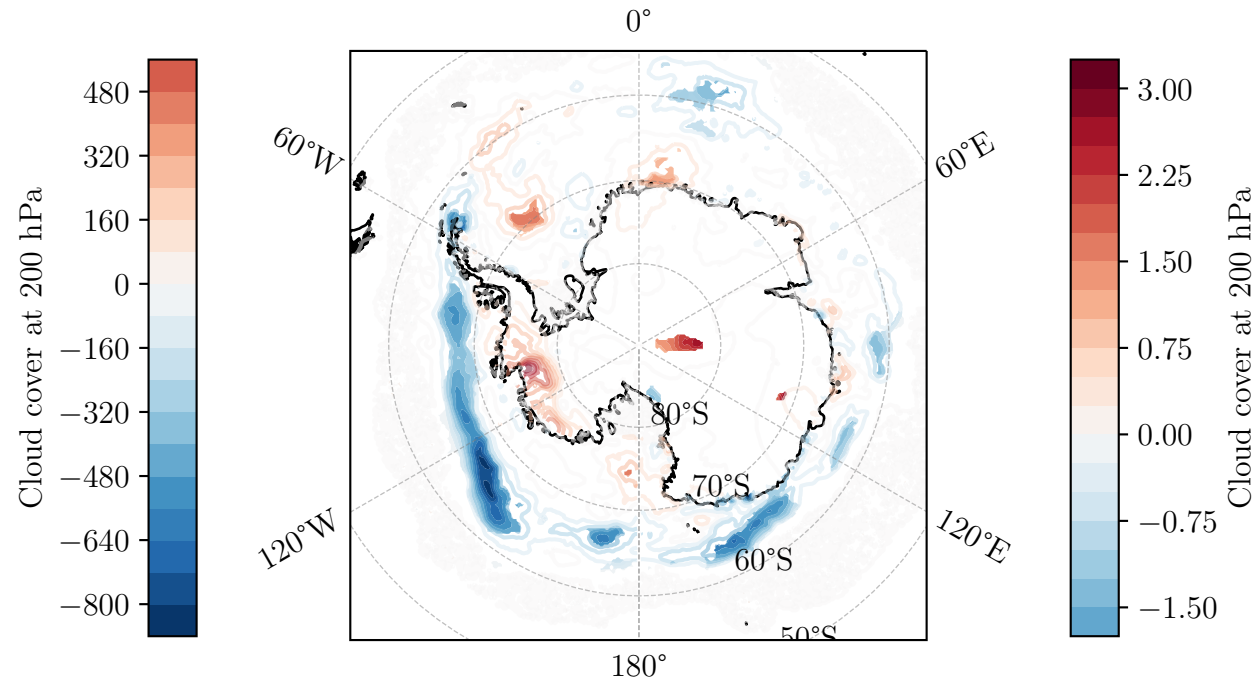 0°
60°W
60°E
120°W
120°E
180°
80°S
70°S
60°S
50°S
Cloud cover at 200 hPa
480
320
160
0
−160
−320
−480
−640
−800
3.00
2.25
1.50
0.75
0.00
−0.75
−1.50
Cloud cover at 200 hPa